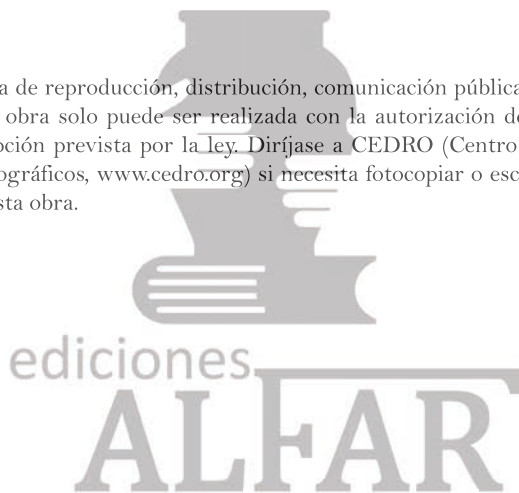 a de reproducción, distribución, comunicación pública
obra solo puede ser realizada con la autorización de
pción prevista por la ley. Diríjase a CEDRO (Centro
ográficos, www.cedro.org) si necesita fotocopiar o esc
sta obra.
ediciones
ALFAR